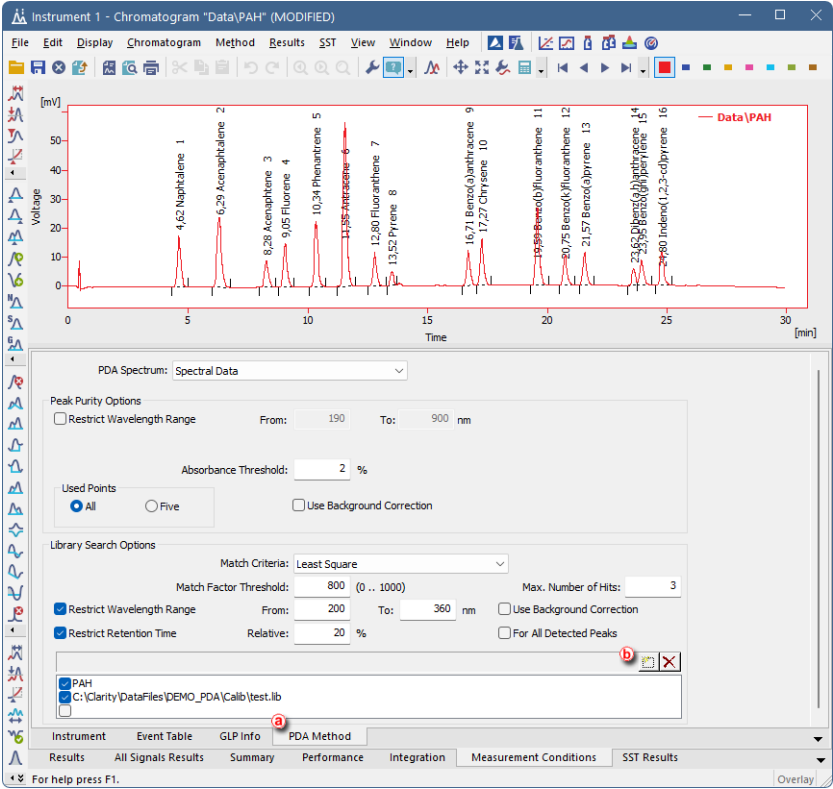 Instrument 1 - Chromatogram "Data\PAH" (MODIFIED)
File Edit Display Chromatogram Method Results SST View Window Help
[mV]
Data\PAH
Voltage
50
40
30
20
10
0
4,62 Naphtalene 1
6,29 Acenaphtalene 2
8,28 Acenaphtene 3
9,05 Fluorene 4
10,34 Phenantrene 5
11,55 Antracene 6
12,80 Fluoranthene 7
13,52 Pyrene 8
16,71 Benzo(a)anthracene 9
17,27 Chrysene 10
19,59 Benzo(b)fluoranthene 11
20,75 Benzo(k)fluoranthene 12
21,57 Benzo(a)pyrene 13
23,62 Dibenz(a,h)anthracene 14
23,95 Benzo(ghi)perylene 15
24,80 Indeno(1,2,3-cd)pyrene 16
0 5 10 15 20 25 30
Time
[min]
PDA Spectrum: Spectral Data
Peak Purity Options
Restrict Wavelength Range From: 190 To: 900 nm
Absorbance Threshold: 2 %
Used Points
All Five Use Background Correction
Library Search Options
Match Criteria: Least Square
Match Factor Threshold: 800 (0 .. 1000) Max. Number of Hits: 3
Restrict Wavelength Range From: 200 To: 360 nm Use Background Correction
Restrict Retention Time Relative: 20 % For All Detected Peaks
b
PAH
C:\Clarity\DataFiles\DEMO_PDA\Calib\test.lib
a
Instrument Event Table GLP Info PDA Method
Results All Signals Results Summary Performance Integration Measurement Conditions SST Results
For help press F1.
Overlay